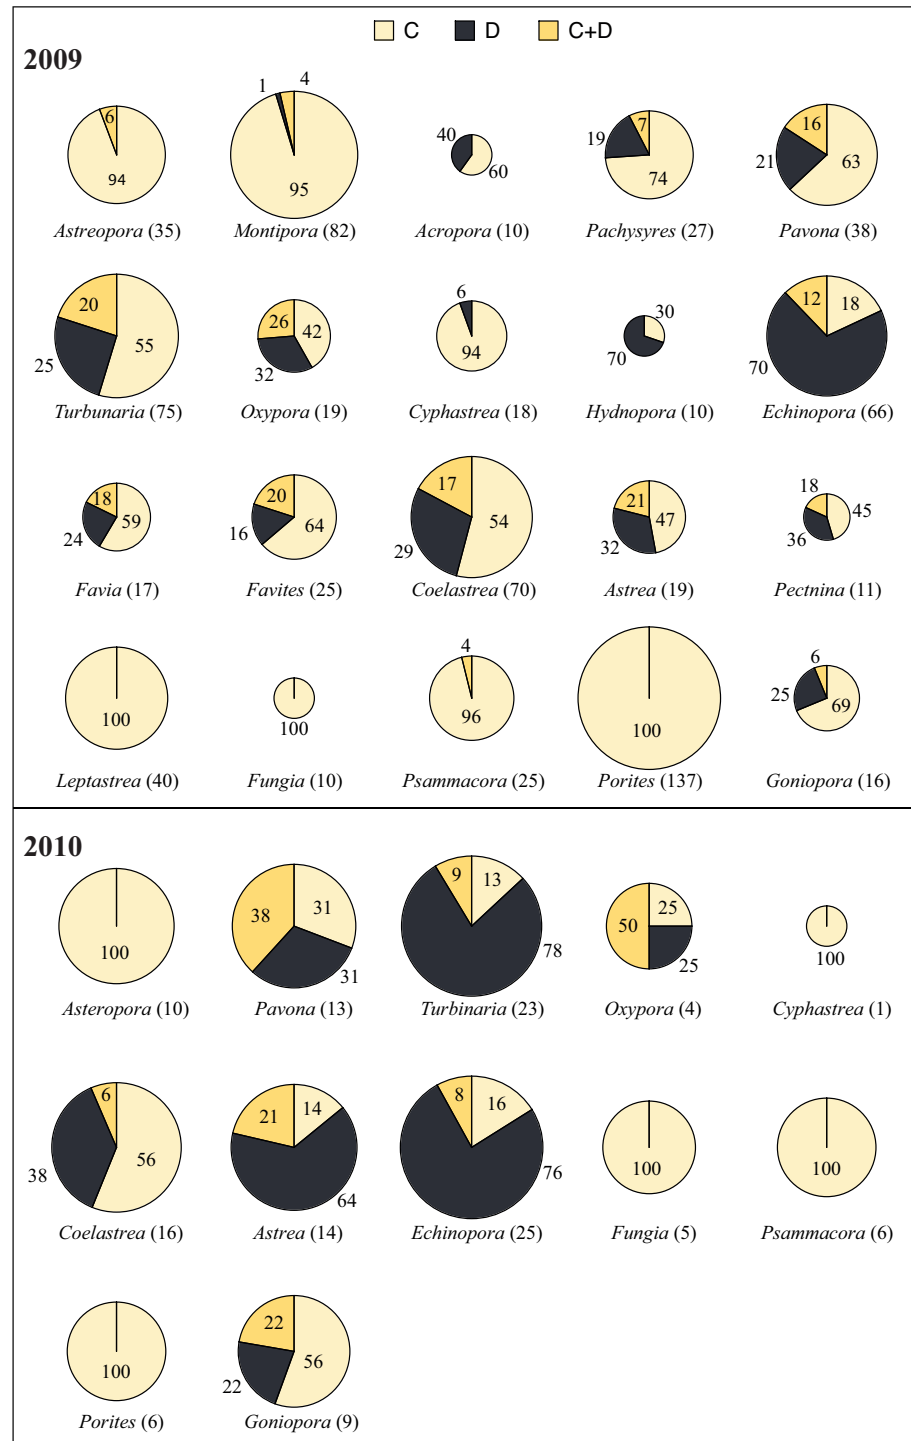 C D C+D
2009
6 94
1 4 95
40 60
19 7 74
16 21 63
Astreopora (35) Montipora (82) Acropora (10) Pachysyres (27) Pavona (38)
20 25 55
26 42 32
6 94
30 70
12 18 70
Turbunaria (75) Oxypora (19) Cyphastrea (18) Hydnopora (10) Echinopora (66)
18 59 24
20 16 64
17 54 29
21 47 32
18 45 36
Favia (17) Favites (25) Coelastrea (70) Astrea (19) Pectnina (11)
100
100
4 96
100
6 25 69
Leptastrea (40) Fungia (10) Psammacora (25) Porites (137) Goniopora (16)
2010
100
38 31 31
9 13 78
50 25 25
100
Asteropora (10) Pavona (13) Turbinaria (23) Oxypora (4) Cyphastrea (1)
6 56 38
21 14 64
8 16 76
100
100
Coelastrea (16) Astrea (14) Echinopora (25) Fungia (5) Psammacora (6)
100
22 56 22
Porites (6) Goniopora (9)